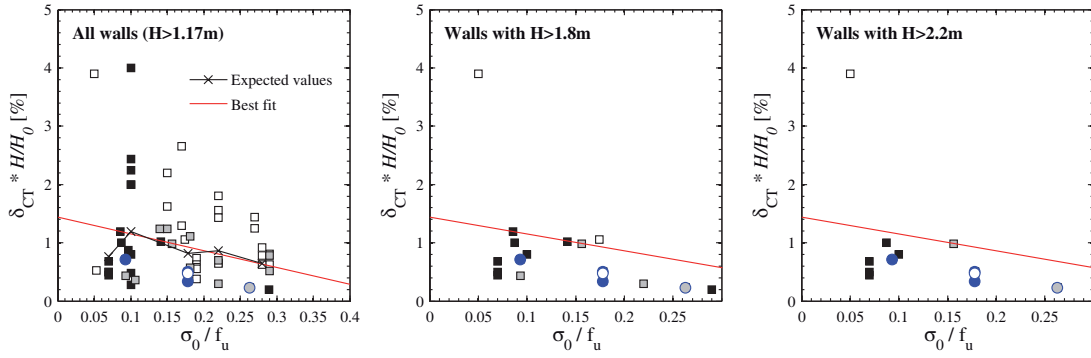 All walls (H>1.17m)
Expected values
Best fit
δCT * H/H0 [%]
5
4
3
2
1
0
0 0.05 0.1 0.15 0.2 0.25 0.3 0.35 0.4
σ0 / fu
Walls with H>1.8m
δCT * H/H0 [%]
5
4
3
2
1
0
0 0.05 0.1 0.15 0.2 0.25
σ0 / fu
Walls with H>2.2m
δCT * H/H0 [%]
5
4
3
2
1
0
0 0.05 0.1 0.15 0.2 0.25
σ0 / fu